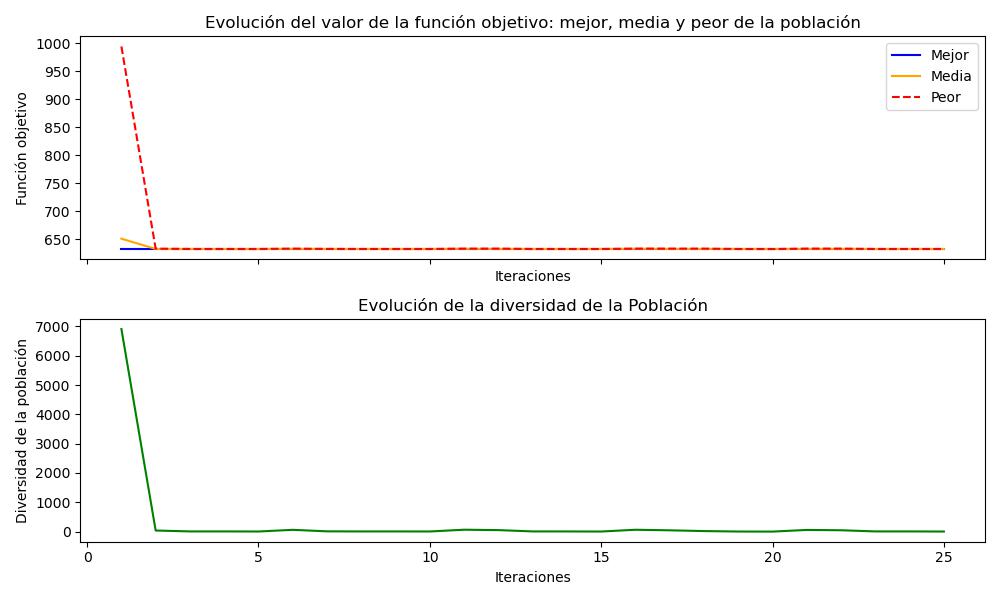 Evolución del valor de la función objetivo: mejor, media y peor de la población
Función objetivo
1000
950
900
850
800
750
700
650
Mejor
Media
Peor
Iteraciones
Evolución de la diversidad de la Población
Diversidad de la población
7000
6000
5000
4000
3000
2000
1000
0
0 5 10 15 20 25
Iteraciones